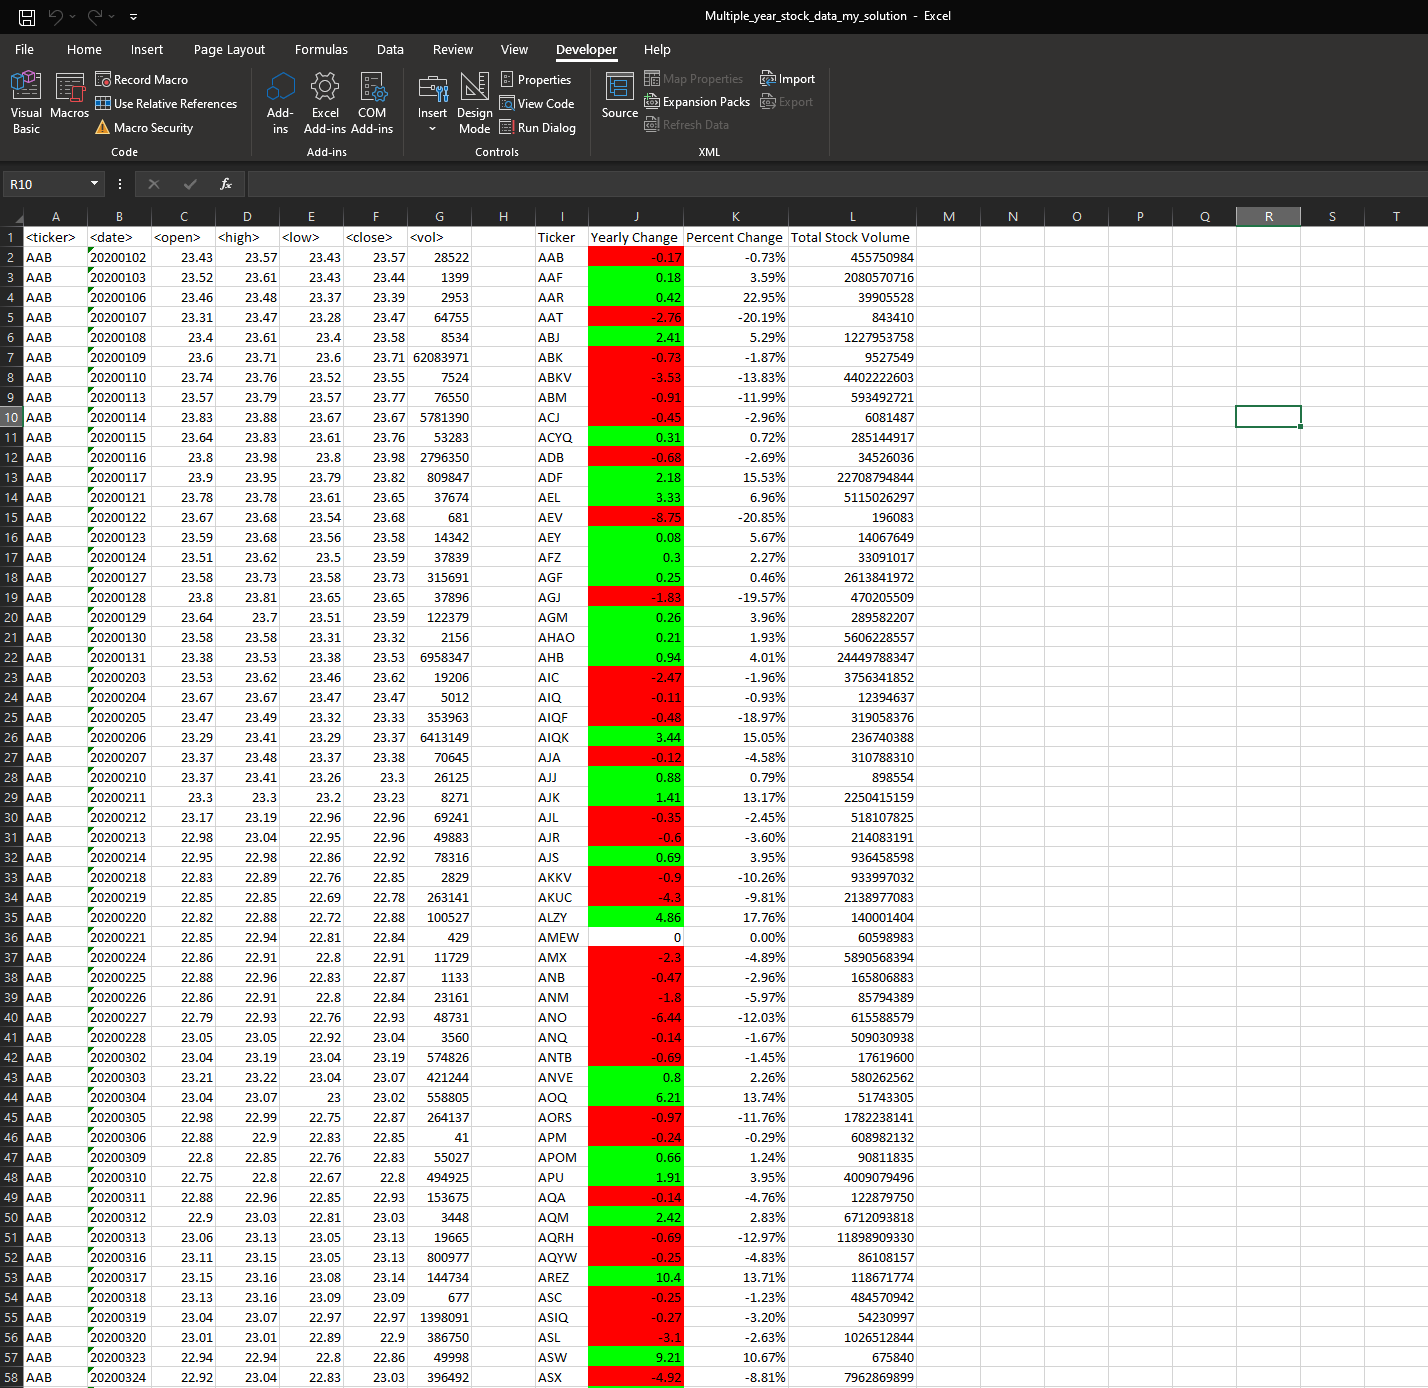 Multiple_year_stock_data_my_solution - Excel
File Home Insert Page Layout Formulas Data Review View Developer Help
Visual Basic Macros Record Macro Use Relative References Macro Security Add-ins Excel Add-ins COM Add-ins Insert Design Mode Properties View Code Run Dialog Source Map Properties Expansion Packs Refresh Data Import Export
Code Add-ins Controls XML
R10 fx
A B C D E F G H I J K L M N O P Q R S T
1 <ticker> <date> <open> <high> <low> <close> <vol> Ticker Yearly Change Percent Change Total Stock Volume
2 AAB 20200102 23.43 23.57 23.43 23.57 28522 AAB -0.17 -0.73% 455750984
3 AAB 20200103 23.52 23.61 23.43 23.44 1399 AAF 0.18 3.59% 2080570716
4 AAB 20200106 23.46 23.48 23.37 23.39 2953 AAR 0.42 22.95% 39905528
5 AAB 20200107 23.31 23.47 23.28 23.47 64755 AAT -2.76 -20.19% 843410
6 AAB 20200108 23.4 23.61 23.4 23.58 8534 ABJ 2.41 5.29% 1227953758
7 AAB 20200109 23.6 23.71 23.6 23.71 62083971 ABK -0.73 -1.87% 9527549
8 AAB 20200110 23.74 23.76 23.52 23.55 7524 ABKV -3.53 -13.83% 4402222603
9 AAB 20200113 23.57 23.79 23.57 23.77 76550 ABM -0.91 -11.99% 593492721
10 AAB 20200114 23.83 23.88 23.67 23.67 5781390 ACJ -0.45 -2.96% 6081487
11 AAB 20200115 23.64 23.83 23.61 23.76 53283 ACYQ 0.31 0.72% 285144917
12 AAB 20200116 23.8 23.98 23.8 23.98 2796350 ADB -0.68 -2.69% 34526036
13 AAB 20200117 23.9 23.95 23.79 23.82 809847 ADF 2.18 15.53% 22708794844
14 AAB 20200121 23.78 23.78 23.61 23.65 37674 AEL 3.33 6.96% 5115026297
15 AAB 20200122 23.67 23.68 23.54 23.68 681 AEV -8.75 -20.85% 196083
16 AAB 20200123 23.59 23.68 23.56 23.58 14342 AEY 0.08 5.67% 14067649
17 AAB 20200124 23.51 23.62 23.5 23.59 37839 AFZ 0.3 2.27% 33091017
18 AAB 20200127 23.58 23.73 23.58 23.73 315691 AGF 0.25 0.46% 2613841972
19 AAB 20200128 23.8 23.81 23.65 23.65 37896 AGJ -1.83 -19.57% 470205509
20 AAB 20200129 23.64 23.7 23.51 23.59 122379 AGM 0.26 3.96% 289582207
21 AAB 20200130 23.58 23.58 23.31 23.32 2156 AHAO 0.21 1.93% 5606228557
22 AAB 20200131 23.38 23.53 23.38 23.53 6958347 AHB 0.94 4.01% 24449788347
23 AAB 20200203 23.53 23.62 23.46 23.62 19206 AIC -2.47 -1.96% 3756341852
24 AAB 20200204 23.67 23.67 23.47 23.47 5012 AIQ -0.11 -0.93% 12394637
25 AAB 20200205 23.47 23.49 23.32 23.33 353963 AIQF -0.48 -18.97% 319058376
26 AAB 20200206 23.29 23.41 23.29 23.37 6413149 AIQK 3.44 15.05% 236740388
27 AAB 20200207 23.37 23.48 23.37 23.38 70645 AJA -0.12 -4.58% 310788310
28 AAB 20200210 23.37 23.41 23.26 23.3 26125 AJJ 0.88 0.79% 898554
29 AAB 20200211 23.3 23.3 23.2 23.23 8271 AJK 1.41 13.17% 2250415159
30 AAB 20200212 23.17 23.19 22.96 22.96 69241 AJL -0.35 -2.45% 518107825
31 AAB 20200213 22.98 23.04 22.95 22.96 49883 AJR -0.6 -3.60% 214083191
32 AAB 20200214 22.95 22.98 22.86 22.92 78316 AJS 0.69 3.95% 936458598
33 AAB 20200218 22.83 22.89 22.76 22.85 2829 AKKV -0.9 -10.26% 933997032
34 AAB 20200219 22.85 22.85 22.69 22.78 263141 AKUC -4.3 -9.81% 2138977083
35 AAB 20200220 22.82 22.88 22.72 22.88 100527 ALZY 4.86 17.76% 140001404
36 AAB 20200221 22.85 22.94 22.81 22.84 429 AMEW 0 0.00% 60598983
37 AAB 20200224 22.86 22.91 22.8 22.91 11729 AMX -2.3 -4.89% 5890568394
38 AAB 20200225 22.88 22.96 22.83 22.87 1133 ANB -0.47 -2.96% 165806883
39 AAB 20200226 22.86 22.91 22.8 22.84 23161 ANM -1.8 -5.97% 85794389
40 AAB 20200227 22.79 22.93 22.76 22.93 48731 ANO -6.44 -12.03% 615588579
41 AAB 20200228 23.05 23.05 22.92 23.04 3560 ANQ -0.14 -1.67% 509030938
42 AAB 20200302 23.04 23.19 23.04 23.19 574826 ANTB -0.69 -1.45% 17619600
43 AAB 20200303 23.21 23.22 23.04 23.07 421244 ANVE 0.8 2.26% 580262562
44 AAB 20200304 23.04 23.07 23 23.02 558805 AOQ 6.21 13.74% 51743305
45 AAB 20200305 22.98 22.99 22.75 22.87 264137 AORS -0.97 -11.76% 1782238141
46 AAB 20200306 22.88 22.9 22.83 22.85 41 APM -0.24 -0.29% 608982132
47 AAB 20200309 22.8 22.85 22.76 22.83 55027 APOM 0.66 1.24% 90811835
48 AAB 20200310 22.75 22.8 22.67 22.8 494925 APU 1.91 3.95% 4009079496
49 AAB 20200311 22.88 22.96 22.85 22.93 153675 AQA -0.14 -4.76% 122879750
50 AAB 20200312 22.9 23.03 22.81 23.03 3448 AQM 2.42 2.83% 6712093818
51 AAB 20200313 23.06 23.13 23.05 23.13 19665 AQRH -0.69 -12.97% 11898909330
52 AAB 20200316 23.11 23.15 23.05 23.13 800977 AQYW -0.25 -4.83% 86108157
53 AAB 20200317 23.15 23.16 23.08 23.14 144734 AREZ 10.4 13.71% 118671774
54 AAB 20200318 23.13 23.16 23.09 23.09 677 ASC -0.25 -1.23% 484570942
55 AAB 20200319 23.04 23.07 22.97 22.97 1398091 ASIQ -0.27 -3.20% 54230997
56 AAB 20200320 23.01 23.01 22.89 22.9 386750 ASL -3.1 -2.63% 1026512844
57 AAB 20200323 22.94 22.94 22.8 22.86 49998 ASW 9.21 10.67% 675840
58 AAB 20200324 22.92 23.04 22.83 23.03 396492 ASX -4.92 -8.81% 7962869899